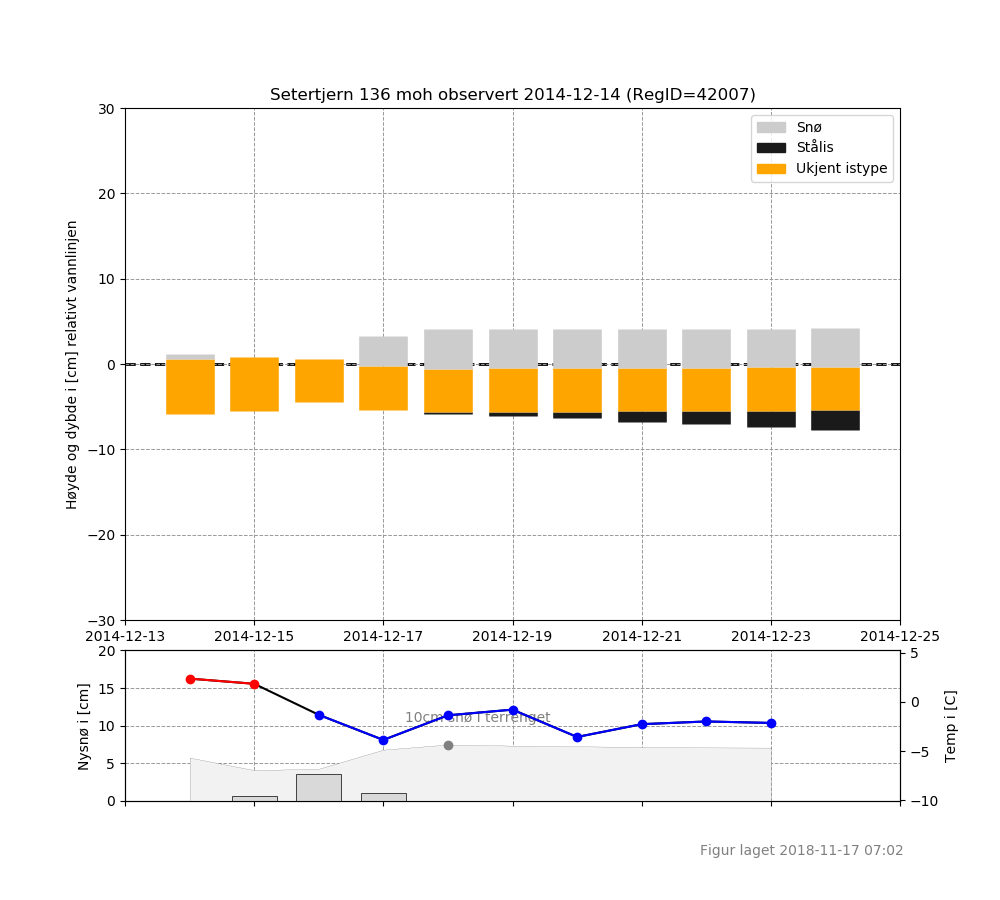 Setertjern 136 moh observert 2014-12-14 (RegID=42007)
Høyde og dybde i [cm] relativt vannlinjen
30
20
10
0
−10
−20
−30
Snø
Stålis
Ukjent istype
2014-12-13 2014-12-15 2014-12-17 2014-12-19 2014-12-21 2014-12-23 2014-12-25
Nysnø i [cm]
20
15
10
5
0
10cm snø i terrenget
5
0
−5
−10
Temp i [C]
Figur laget 2018-11-17 07:02